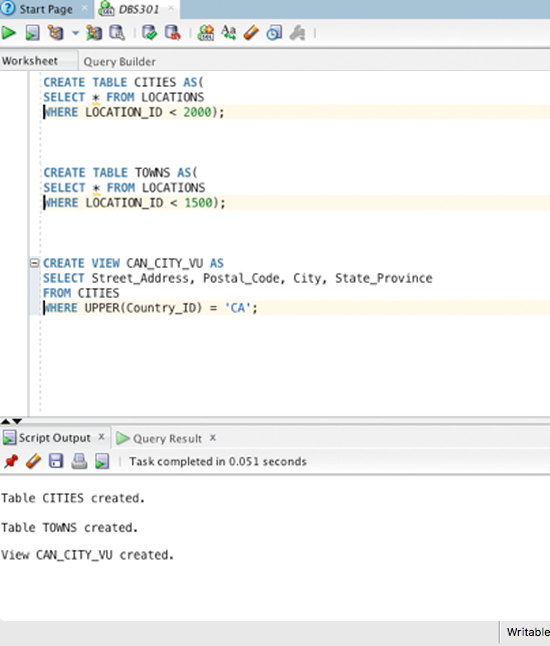 Start Page
DBS301
Worksheet Query Builder
CREATE TABLE CITIES AS(
SELECT * FROM LOCATIONS
WHERE LOCATION_ID < 2000);
CREATE TABLE TOWNS AS(
SELECT * FROM LOCATIONS
WHERE LOCATION_ID < 1500);
CREATE VIEW CAN_CITY_VU AS
SELECT Street_Address, Postal_Code, City, State_Province
FROM CITIES
WHERE UPPER(Country_ID) = 'CA';
Script Output x Query Result x
Task completed in 0.051 seconds
Table CITIES created.
Table TOWNS created.
View CAN_CITY_VU created.
Writable